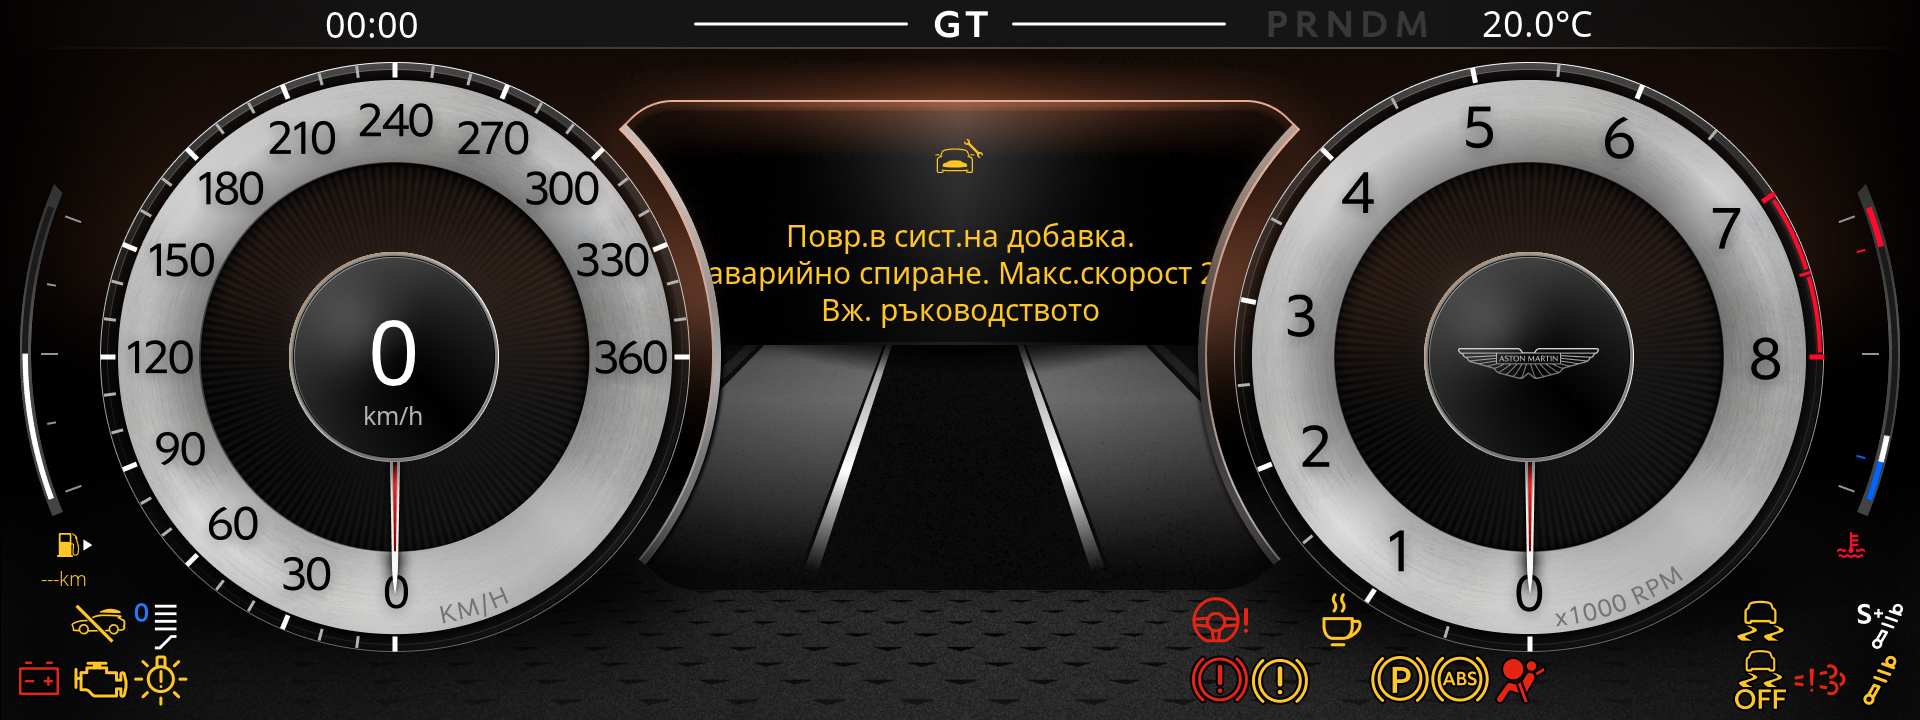 00:00
GT
PRNDM
20.0°C
240
210
270
180
300
150
330
120
360
90
60
30
0
KM/H
0
km/h
Повр.в сист.на добавка.
аварийно спиране. Макс.скорост
Вж. ръководството
5
6
4
7
3
8
2
1
0
x1000 RPM
ASTON MARTIN
---km
0
P
ABS
S+
OFF